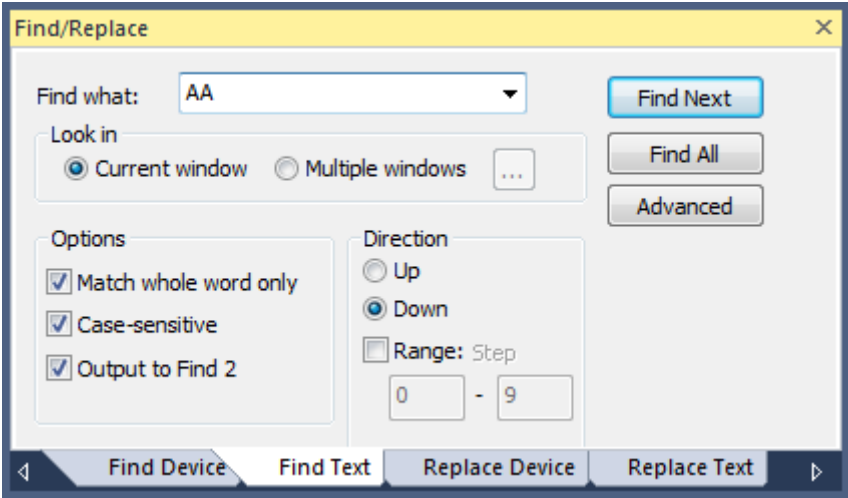 Find/Replace
Find what: AA Find Next
Look in
Current window Multiple windows ... Find All
Advanced
Options Direction
Match whole word only Up
Case-sensitive Down
Output to Find 2 Range: Step
0 - 9
Find Device Find Text Replace Device Replace Text